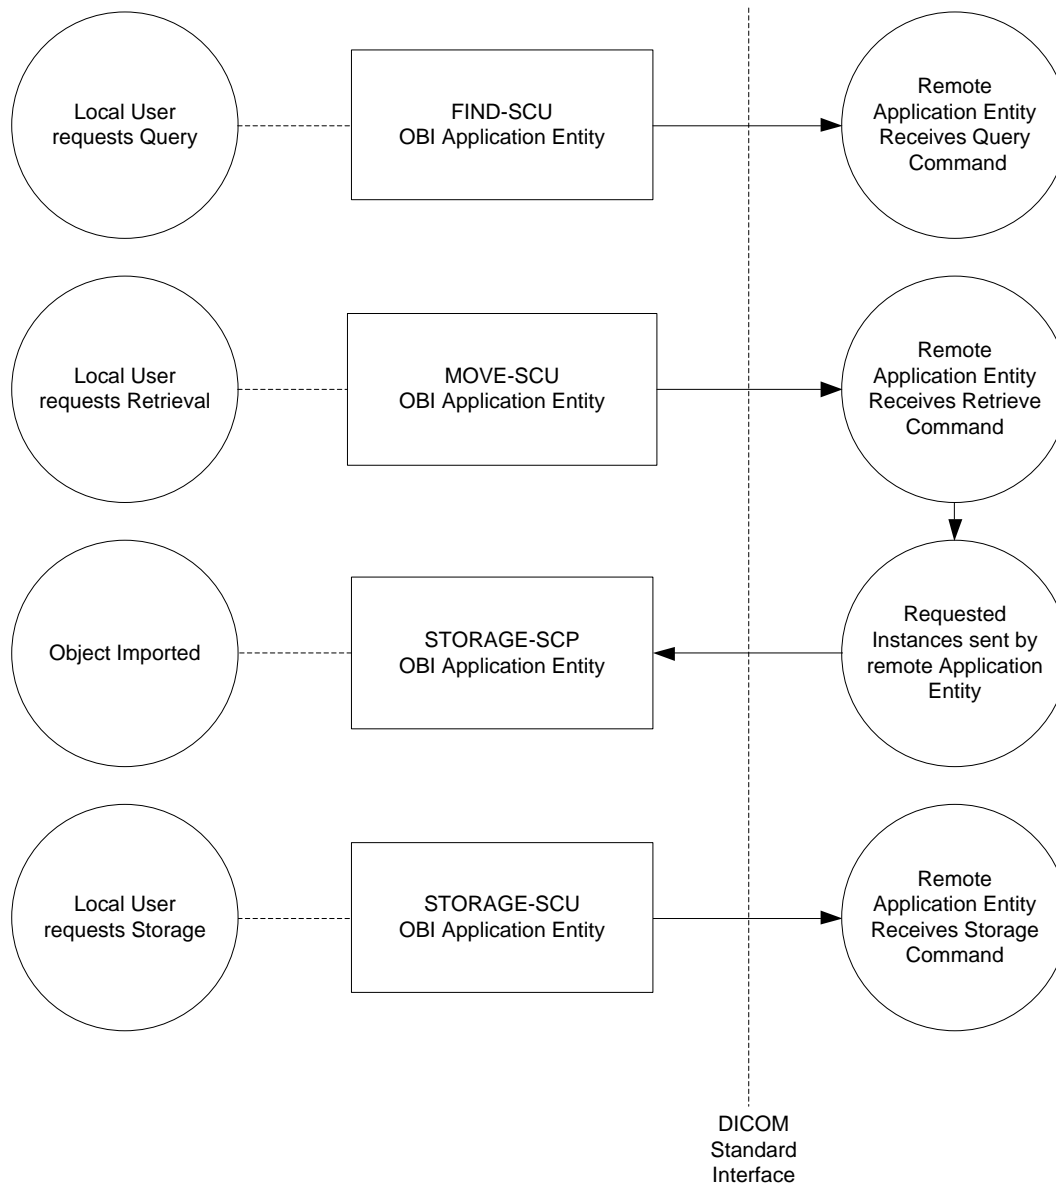 Local User
requests Query
FIND-SCU
OBI Application Entity
Remote
Application Entity
Receives Query
Command
Local User
requests Retrieval
MOVE-SCU
OBI Application Entity
Remote
Application Entity
Receives Retrieve
Command
Object Imported
STORAGE-SCP
OBI Application Entity
Requested
Instances sent by
remote Application
Entity
Local User
requests Storage
STORAGE-SCU
OBI Application Entity
Remote
Application Entity
Receives Storage
Command
DICOM
Standard
Interface